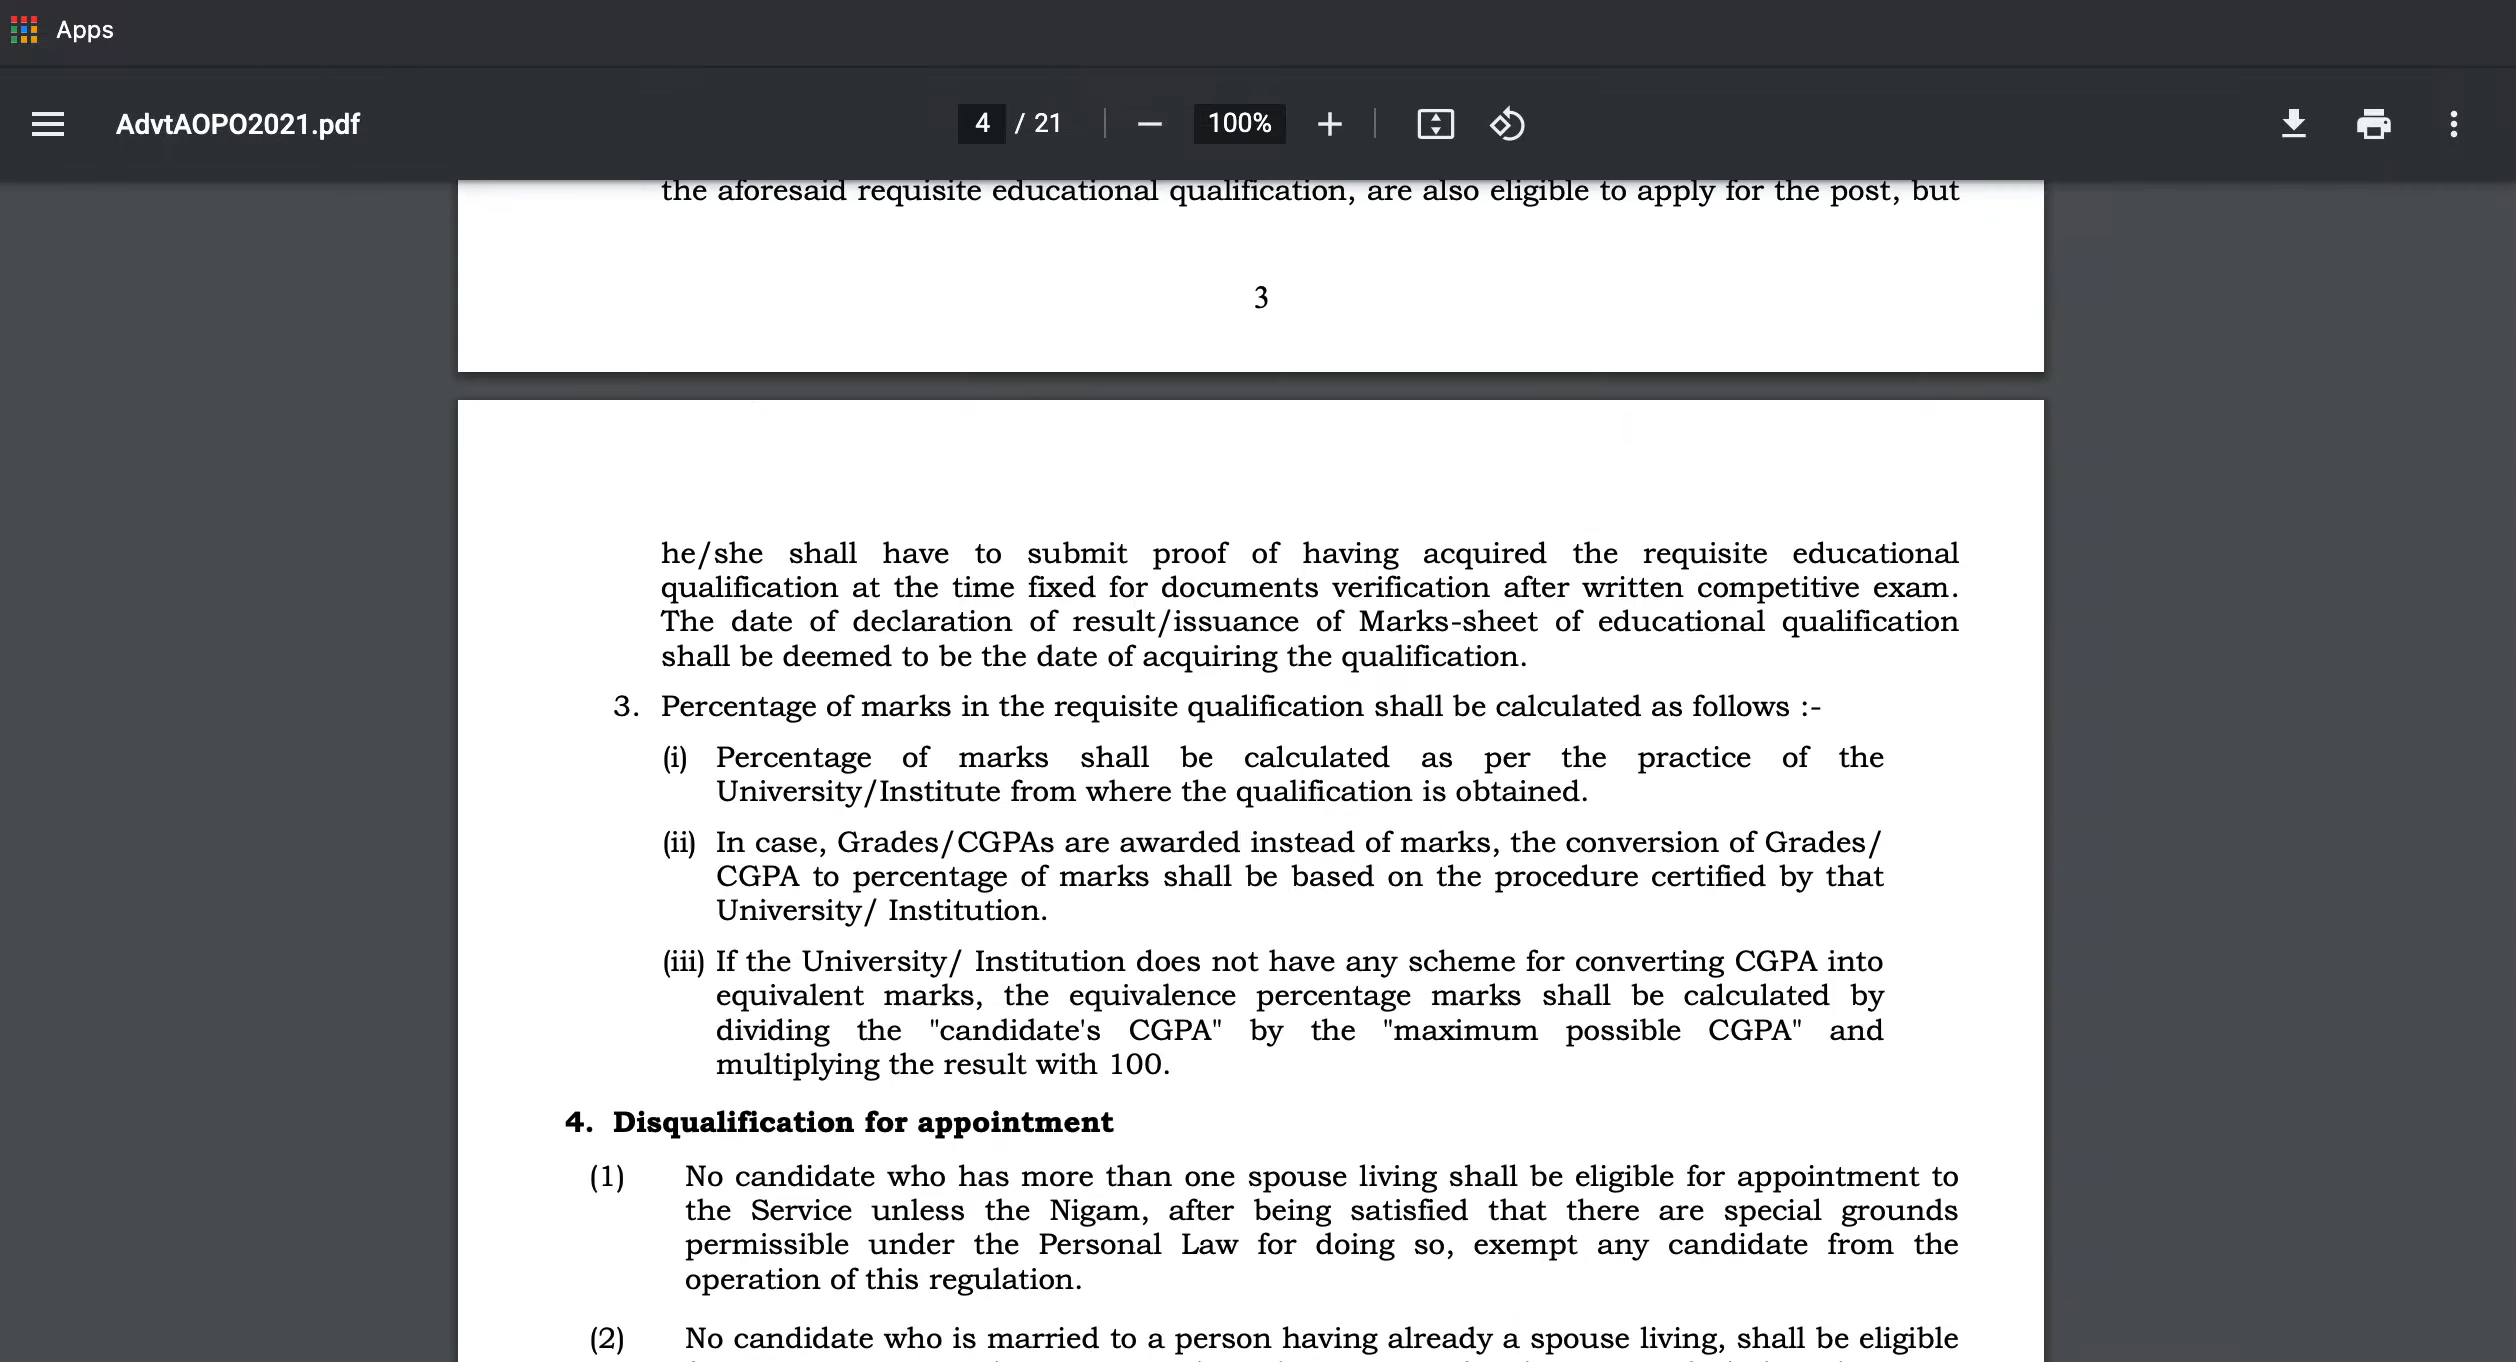 Apps
AdvtAOPO2021.pdf
4 / 21
100%
the aforesaid requisite educational qualification, are also eligible to apply for the post, but
3
he/she shall have to submit proof of having acquired the requisite educational
qualification at the time fixed for documents verification after written competitive exam.
The date of declaration of result/issuance of Marks-sheet of educational qualification
shall be deemed to be the date of acquiring the qualification.
3. Percentage of marks in the requisite qualification shall be calculated as follows :-
(i) Percentage of marks shall be calculated as per the practice of the
University/Institute from where the qualification is obtained.
(ii) In case, Grades/CGPAs are awarded instead of marks, the conversion of Grades/
CGPA to percentage of marks shall be based on the procedure certified by that
University/ Institution.
(iii) If the University/ Institution does not have any scheme for converting CGPA into
equivalent marks, the equivalence percentage marks shall be calculated by
dividing the "candidate's CGPA" by the "maximum possible CGPA" and
multiplying the result with 100.
4. Disqualification for appointment
(1) No candidate who has more than one spouse living shall be eligible for appointment to
the Service unless the Nigam, after being satisfied that there are special grounds
permissible under the Personal Law for doing so, exempt any candidate from the
operation of this regulation.
(2) No candidate who is married to a person having already a spouse living, shall be eligible